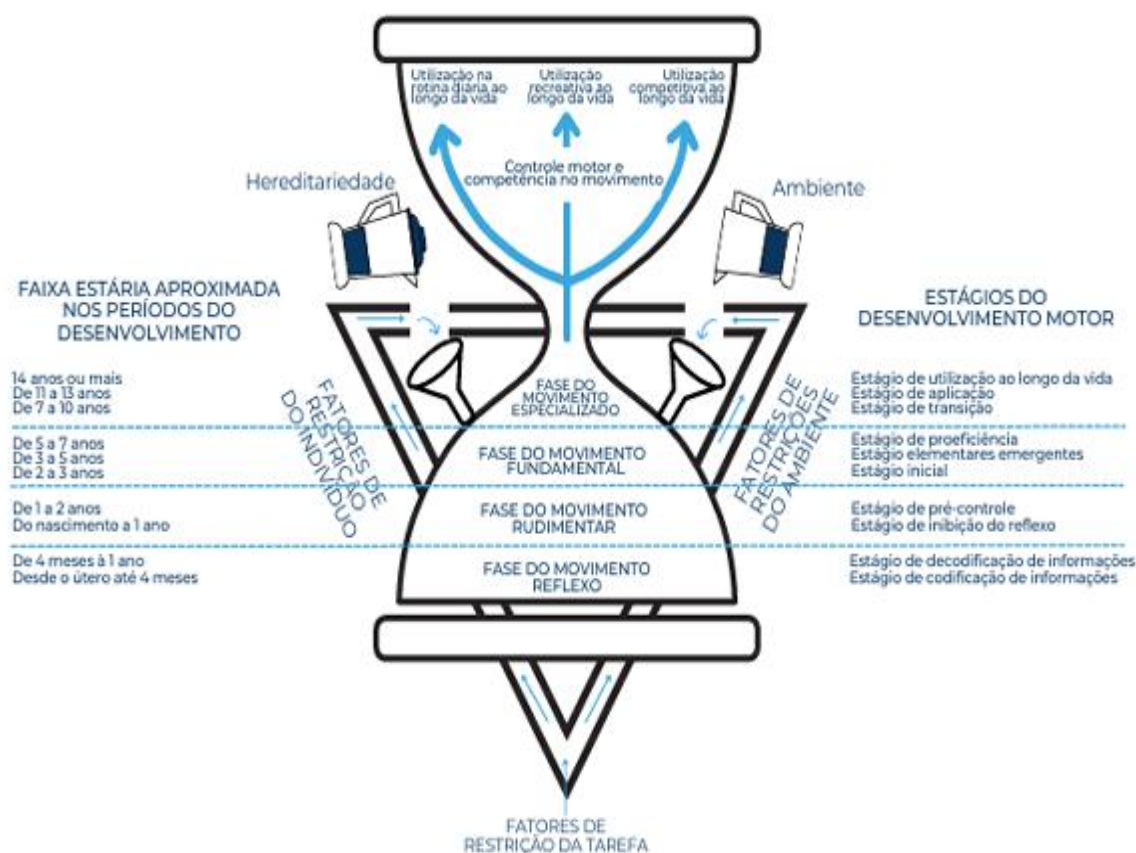 Utilização na
rotina diária ao
longo da vida
Utilização
recreativa ao
longo da vida
Utilização
competitiva ao
longo da vida
Controle motor e
competência no movimento
Hereditariedade
Ambiente
FAIXA ESTÁRIA APROXIMADA
NOS PERÍODOS DO
DESENVOLVIMENTO
ESTÁGIOS DO
DESENVOLVIMENTO MOTOR
14 anos ou mais
De 11 a 13 anos
De 7 a 10 anos
FATORES DE
RESTRIÇÃO
DO INDIVÍDUO
FASE DO
MOVIMENTO
ESPECIALIZADO
FATORES DE
RESTRIÇÕES
DO AMBIENTE
Estágio de utilização ao longo da vida
Estágio de aplicação
Estágio de transição
De 5 a 7 anos
De 3 a 5 anos
De 2 a 3 anos
FASE DO MOVIMENTO
FUNDAMENTAL
Estágio de proeficiência
Estágio elementares emergentes
Estágio inicial
De 1 a 2 anos
Do nascimento a 1 ano
FASE DO MOVIMENTO
RUDIMENTAR
Estágio de pré-controle
Estágio de inibição do reflexo
De 4 meses à 1 ano
Desde o útero até 4 meses
FASE DO MOVIMENTO
REFLEXO
Estágio de decodificação de informações
Estágio de codificação de informações
FATORES DE
RESTRIÇÃO DA TAREFA